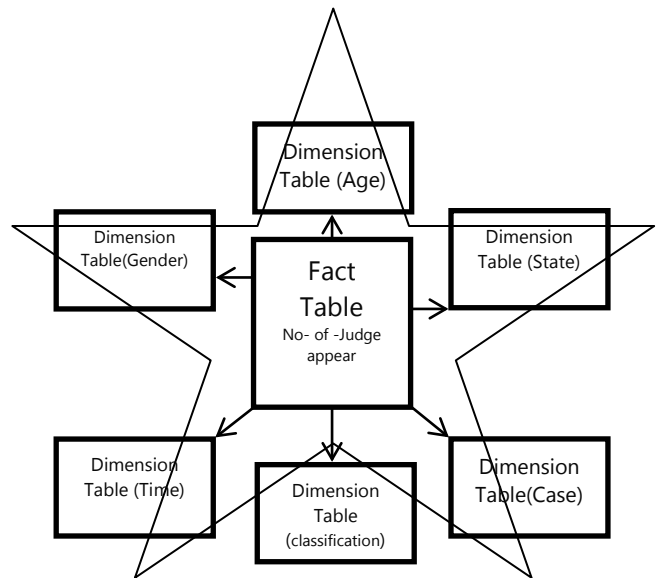 Dimension
Table (Age)
Dimension
Table(Gender)
Fact
Table
No- of -Judge
appear
Dimension
Table (State)
Dimension
Table (Time)
Dimension
Table
(classification)
Dimension
Table(Case)